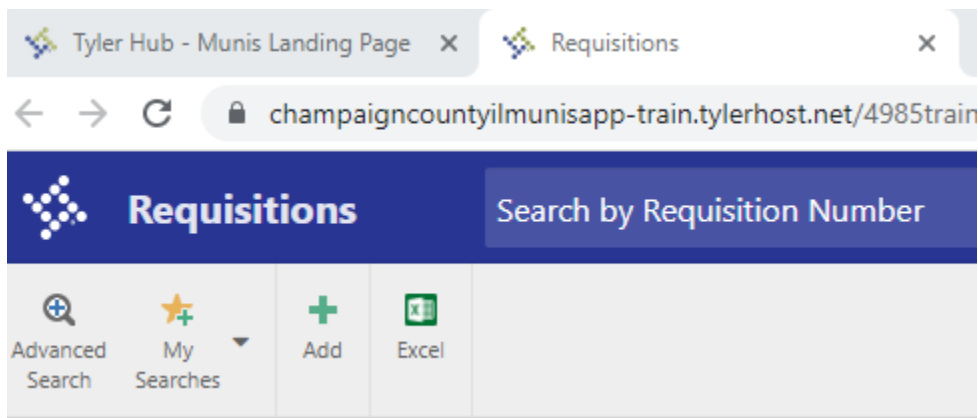 Tyler Hub - Munis Landing Page
Requisitions
champaigncountyilmunisapp-train.tylerhost.net/4985train
Requisitions
Search by Requisition Number
Advanced
Search
My
Searches
Add
Excel